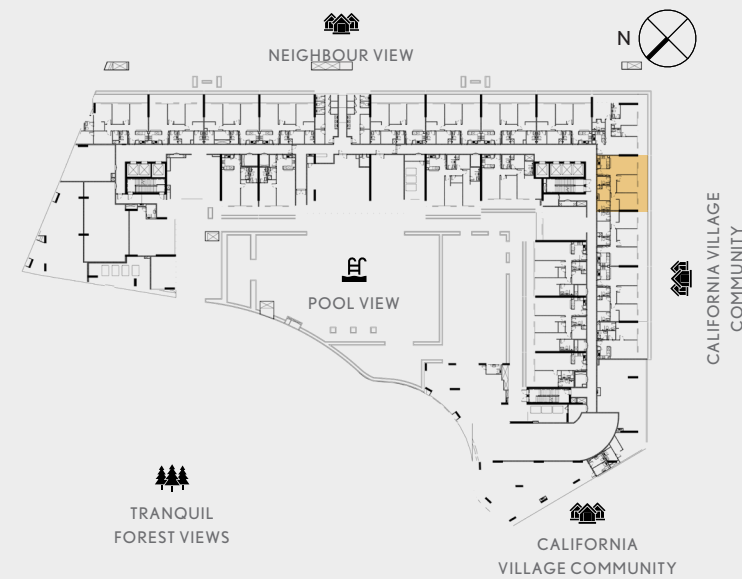 NEIGHBOUR VIEW
N
POOL VIEW
CALIFORNIA VILLAGE
COMMUNITY
TRANQUIL
FOREST VIEWS
CALIFORNIA
VILLAGE COMMUNITY